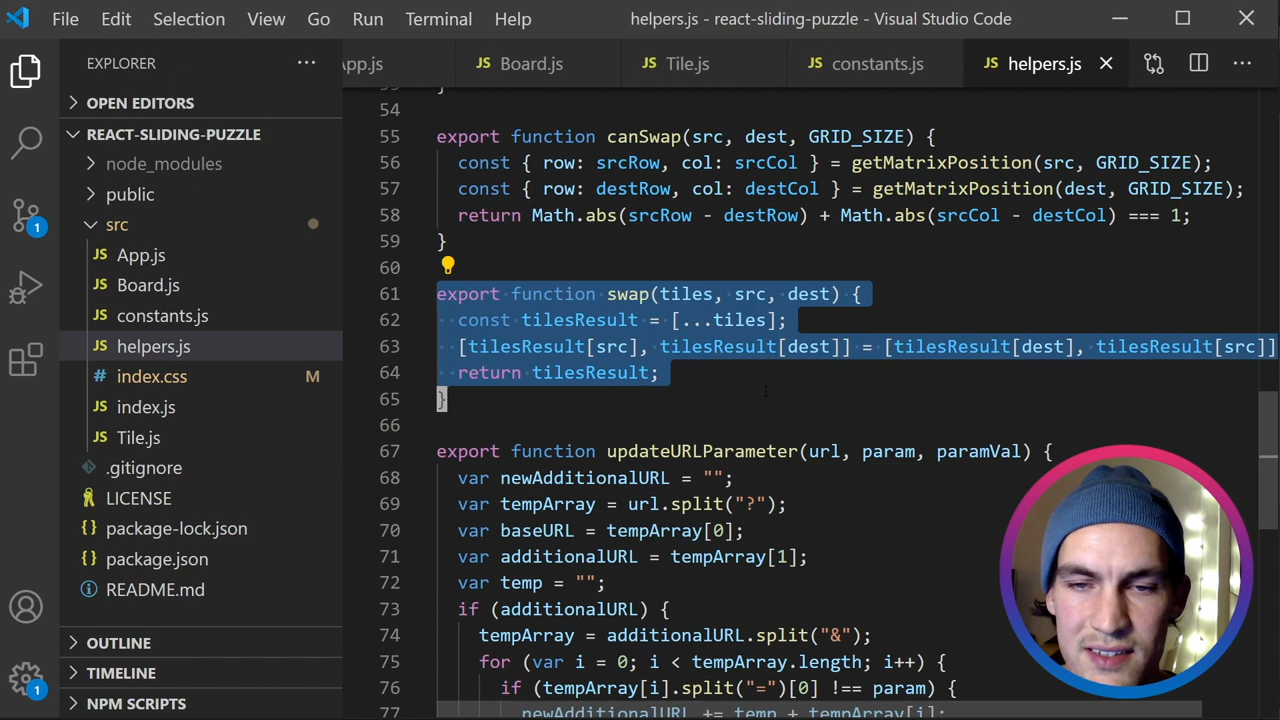 File Edit Selection View Go Run Terminal Help helpers.js - react-sliding-puzzle - Visual Studio Code
EXPLORER
OPEN EDITORS
REACT-SLIDING-PUZZLE
node_modules
public
src
JS App.js
JS Board.js
JS constants.js
JS helpers.js
# index.css M
JS index.js
JS Tile.js
.gitignore
LICENSE
{} package-lock.json
{} package.json
README.md
OUTLINE
TIMELINE
NPM SCRIPTS
1
1
App.js JS Board.js JS Tile.js JS constants.js JS helpers.js
53 }
54
55 export function canSwap(src, dest, GRID_SIZE) {
56 const { row: srcRow, col: srcCol } = getMatrixPosition(src, GRID_SIZE);
57 const { row: destRow, col: destCol } = getMatrixPosition(dest, GRID_SIZE);
58 return Math.abs(srcRow - destRow) + Math.abs(srcCol - destCol) === 1;
59 }
60
61 export function swap(tiles, src, dest) {
62 const tilesResult = [...tiles];
63 [tilesResult[src], tilesResult[dest]] = [tilesResult[dest], tilesResult[src]]
64 return tilesResult;
65 }
66
67 export function updateURLParameter(url, param, paramVal) {
68 var newAdditionalURL = "";
69 var tempArray = url.split("?");
70 var baseURL = tempArray[0];
71 var additionalURL = tempArray[1];
72 var temp = "";
73 if (additionalURL) {
74 tempArray = additionalURL.split("&");
75 for (var i = 0; i < tempArray.length; i++) {
76 if (tempArray[i].split("=")[0] !== param) {
77 newAdditionalURL += temp + tempArray[i];